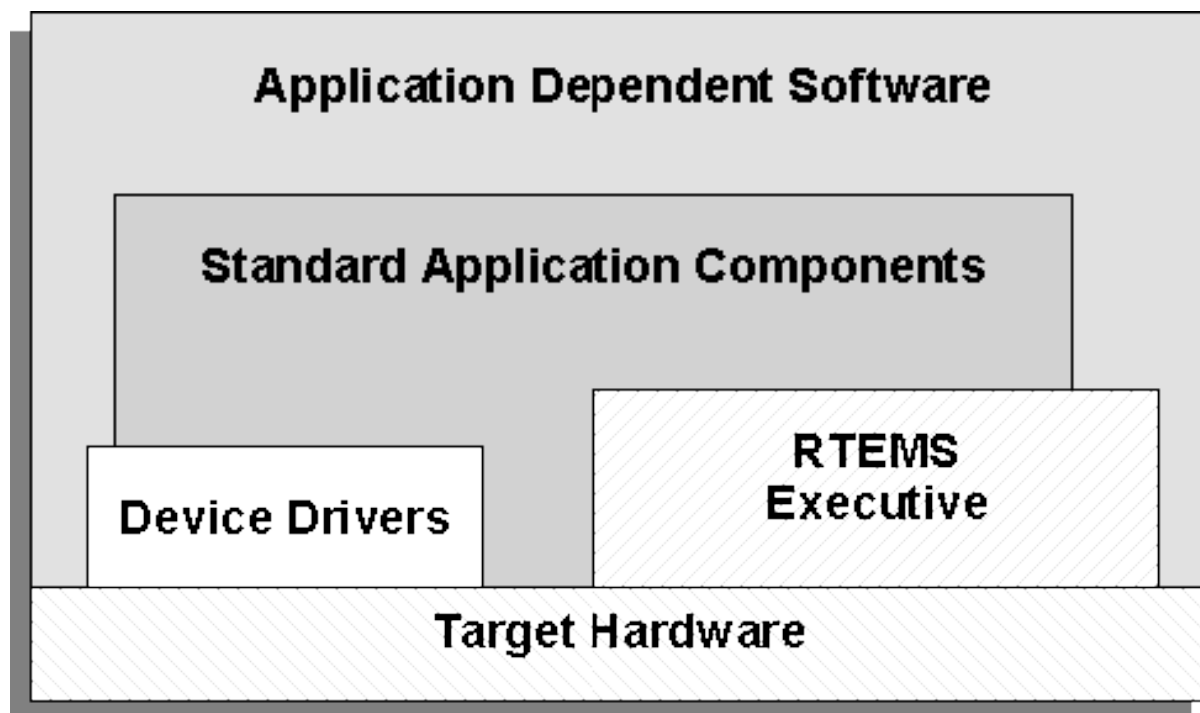 Application Dependent Software
Standard Application Components
RTEMS
Executive
Device Drivers
Target Hardware